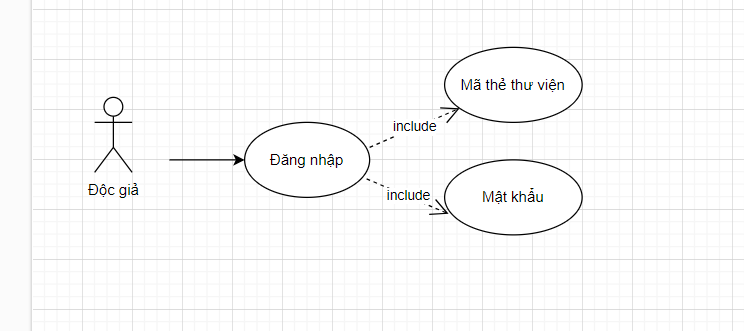 Mã thẻ thư viện
include
Đăng nhập
Độc giả
include
Mật khẩu